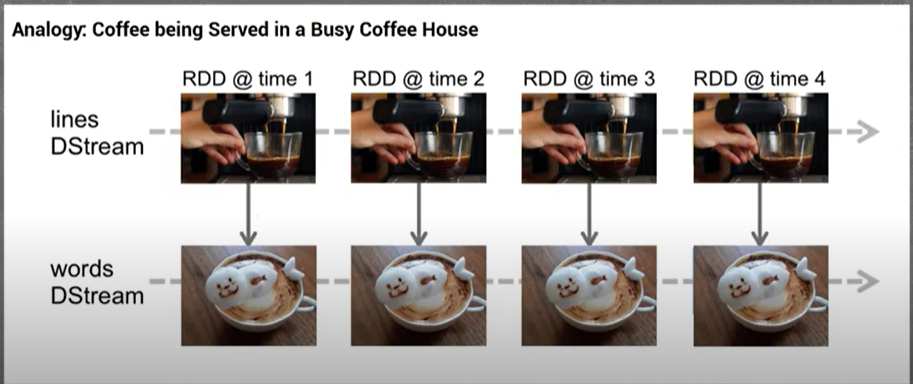 Analogy: Coffee being Served in a Busy Coffee House
RDD @ time 1 RDD @ time 2 RDD @ time 3 RDD @ time 4
lines
DStream
words
DStream